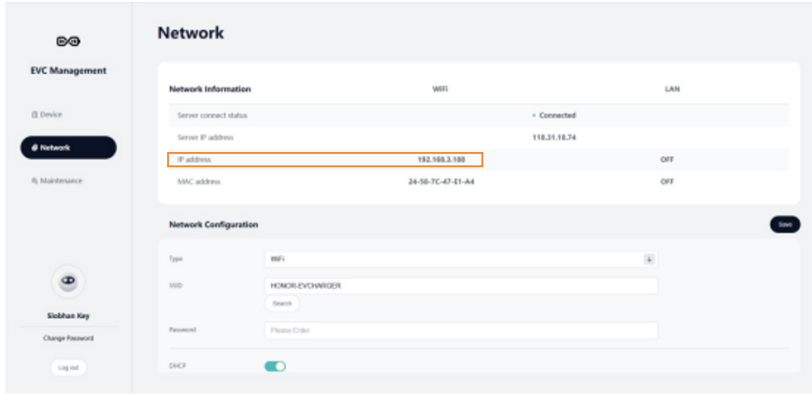 Network
EVC Management
Device
Network
Maintenance
Siobhan Key
Change Password
Log out
Network Information WiFi LAN
Server connect status Connected
Server IP address 118.31.18.74
IP address 192.168.3.180 OFF
MAC address 24-50-7C-47-E1-A4 OFF
Network Configuration Save
Type WiFi
SSID HONOR-EVCHARGER
Search
Password Please Enter
DHCP